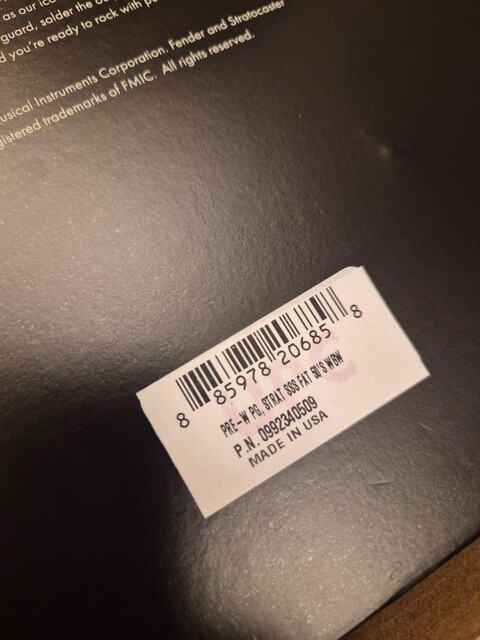 as our
guard, solder the
d you're ready to rock with
usical Instruments Corporation. Fender and Stratocaster
gistered trademarks of FMIC. All rights reserved.
8 85978 20685 8
PRE-W PG, STRAT SSS FAT 50'S WBW
P.N. 0992340509
MADE IN USA